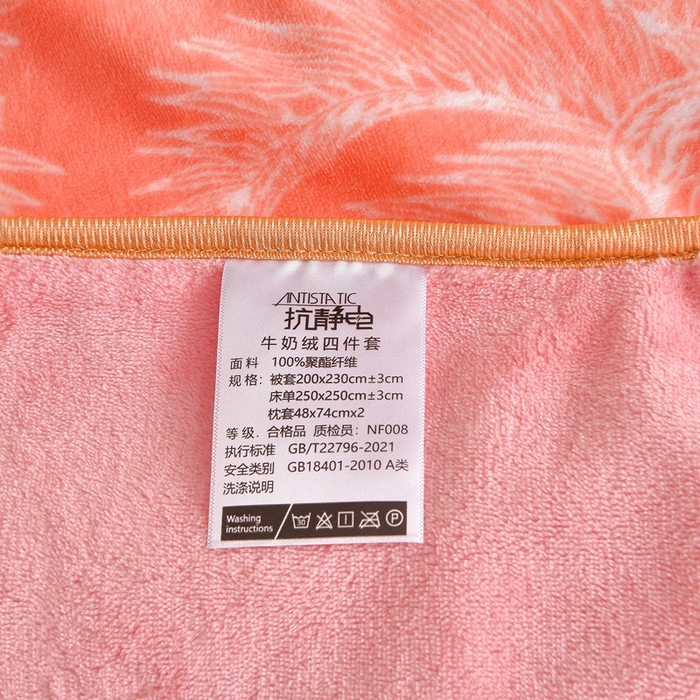 ANTISTATIC
抗静电
牛奶绒四件套
面料 100%聚酯纤维
规格: 被套200x230cm±3cm
床单250x250cm±3cm
枕套48x74cmx2
等级. 合格品 质检员: NF008
执行标准 GB/T22796-2021
安全类别 GB18401-2010 A类
洗涤说明
Washing instructions
30
P